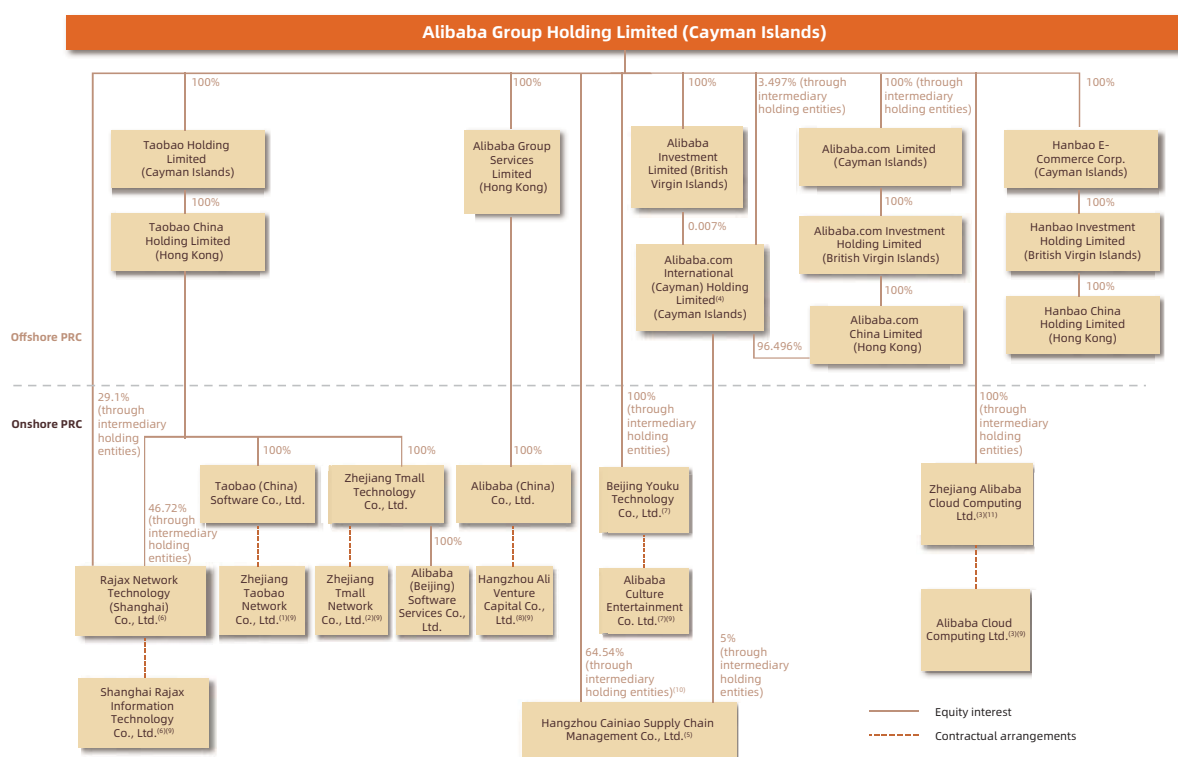 Alibaba Group Holding Limited (Cayman Islands)
100%
100%
100%
3.497% (through
intermediary
holding
entities)
100% (through
intermediary
holding entities)
100%
Taobao Holding
Limited
(Cayman Islands)
Alibaba Group
Services
Limited
(Hong Kong)
Alibaba
Investment
Limited (British
Virgin Islands)
Alibaba.com Limited
(Cayman Islands)
Hanbao E-
Commerce Corp.
(Cayman Islands)
100%
0.007%
100%
100%
Taobao China
Holding Limited
(Hong Kong)
Alibaba.com
International
(Cayman) Holding
Limited(4)
(Cayman Islands)
Alibaba.com Investment
Holding Limited
(British Virgin Islands)
Hanbao Investment
Holding Limited
(British Virgin Islands)
100%
100%
Alibaba.com
China Limited
(Hong Kong)
Hanbao China
Holding Limited
(Hong Kong)
96.496%
Offshore PRC
Onshore PRC
29.1%
(through
intermediary
holding
entities)
100%
(through
intermediary
holding
entities)
100%
(through
intermediary
holding
entities)
100%
100%
100%
Taobao (China)
Software Co., Ltd.
Zhejiang Tmall
Technology
Co., Ltd.
Alibaba (China)
Co., Ltd.
Beijing Youku
Technology
Co., Ltd.(7)
Zhejiang Alibaba
Cloud Computing
Ltd.(3)(11)
46.72%
(through
intermediary
holding
entities)
100%
Rajax Network
Technology
(Shanghai)
Co., Ltd.(6)
Zhejiang
Taobao
Network
Co., Ltd.(1)(9)
Zhejiang
Tmall
Network
Co., Ltd.(2)(9)
Alibaba
(Beijing)
Software
Services Co.,
Ltd.
Hangzhou Ali
Venture
Capital Co.,
Ltd.(8)(9)
Alibaba
Culture
Entertainment
Co. Ltd.(7)(9)
Alibaba Cloud
Computing Ltd.(3)(9)
64.54%
(through
intermediary
holding entities)(10)
5%
(through
intermediary
holding
entities)
Shanghai Rajax
Information
Technology
Co., Ltd.(6)(9)
Hangzhou Cainiao Supply Chain
Management Co., Ltd.(5)
Equity interest
Contractual arrangements